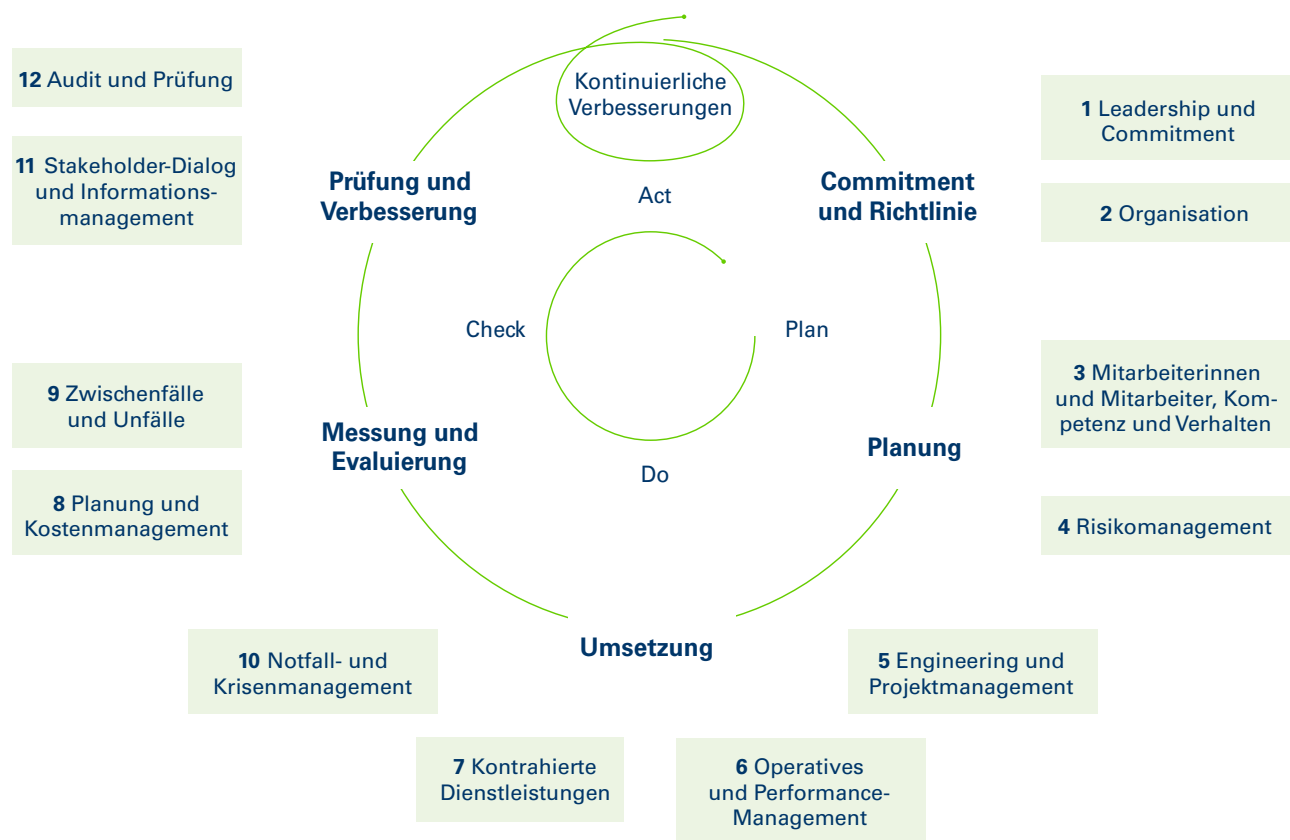 Kontinuierliche
Verbesserungen
12 Audit und Prüfung
11 Stakeholder-Dialog
und Informations-
management
1 Leadership und
Commitment
2 Organisation
Prüfung und
Verbesserung
Act
Commitment
und Richtlinie
Check
Plan
9 Zwischenfälle
und Unfälle
8 Planung und
Kostenmanagement
3 Mitarbeiterinnen
und Mitarbeiter, Kom-
petenz und Verhalten
4 Risikomanagement
Messung und
Evaluierung
Do
Planung
Umsetzung
10 Notfall- und
Krisenmanagement
5 Engineering und
Projektmanagement
7 Kontrahierte
Dienstleistungen
6 Operatives
und Performance-
Management